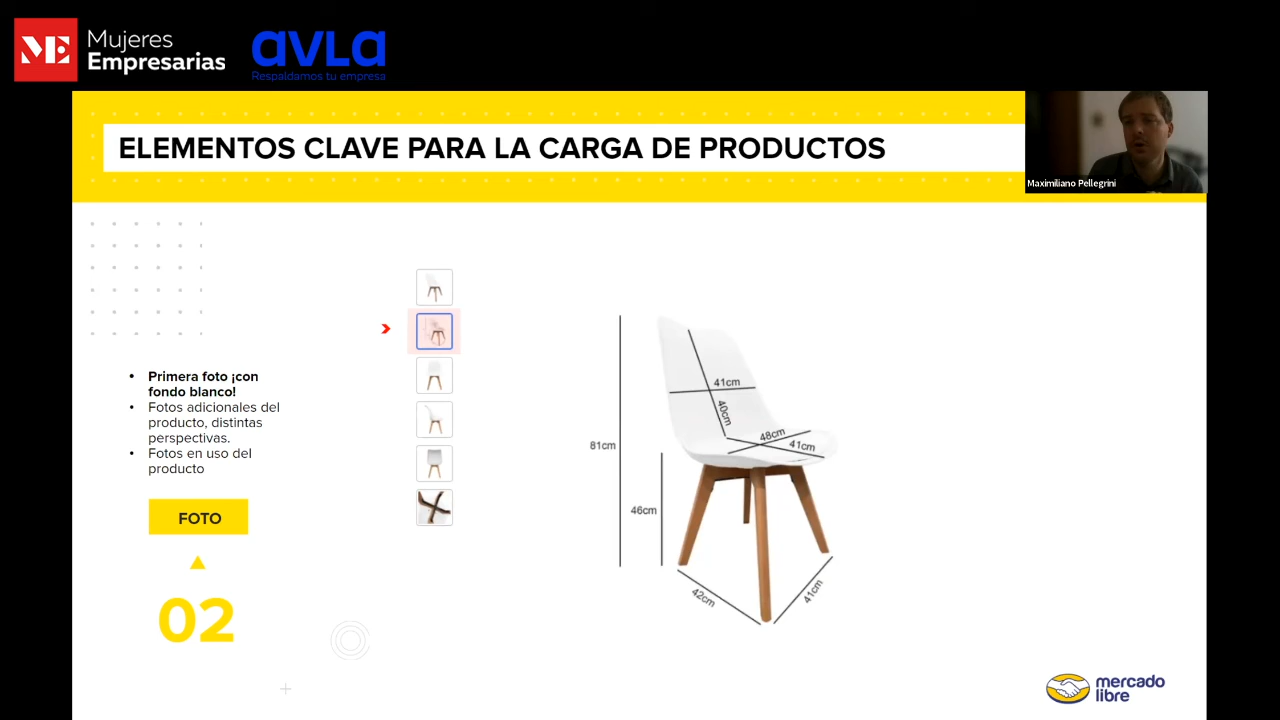 ME
Mujeres
Empresarias
avla
Respaldamos tu empresa
ELEMENTOS CLAVE PARA LA CARGA DE PRODUCTOS
Maximiliano Pellegrini
• Primera foto ¡con
fondo blanco!
• Fotos adicionales del
producto, distintas
perspectivas.
• Fotos en uso del
producto
FOTO
02
41cm
40cm
48cm
41cm
81cm
46cm
42cm
41cm
mercado
libre